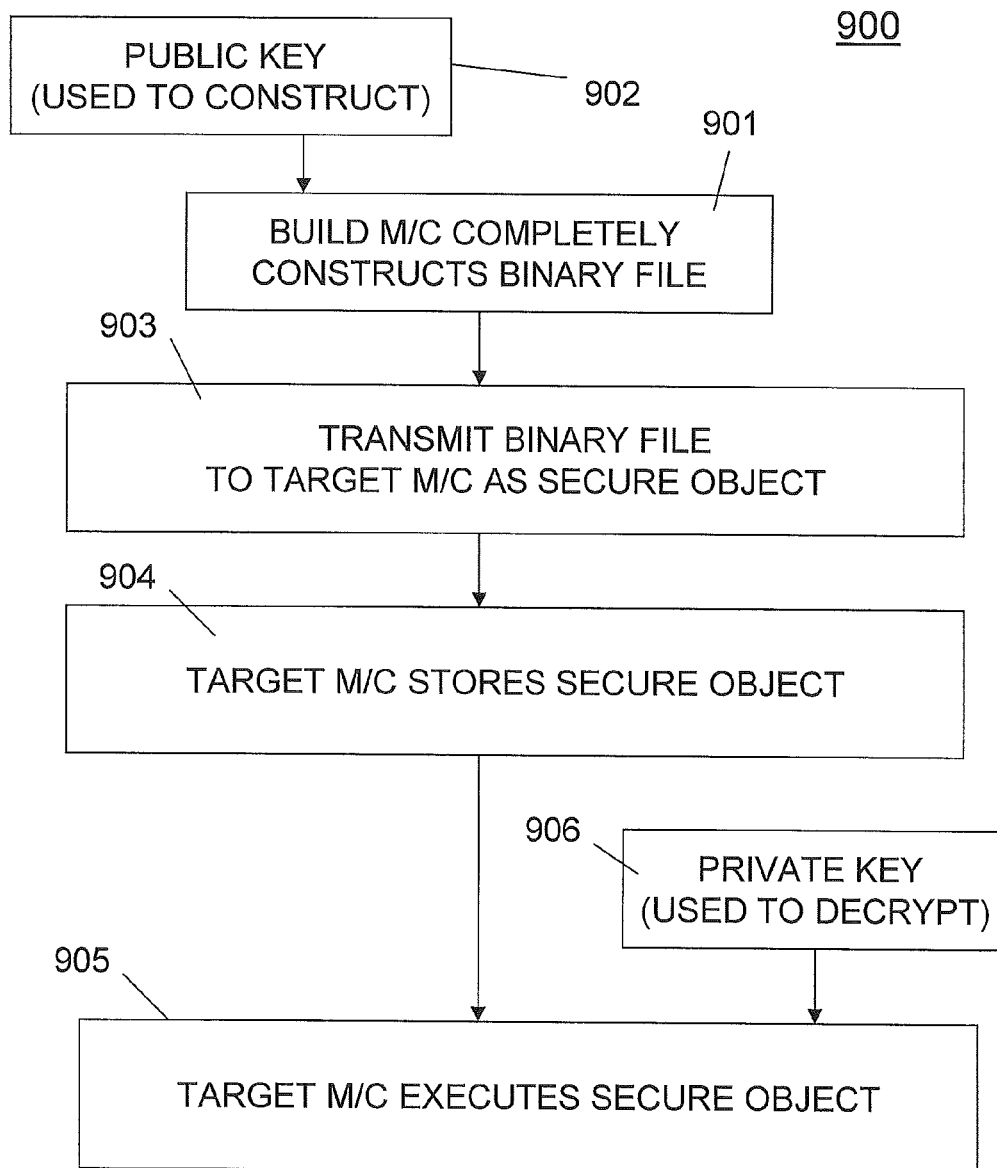 900
PUBLIC KEY
(USED TO CONSTRUCT)
902
901
BUILD M/C COMPLETELY
CONSTRUCTS BINARY FILE
903
TRANSMIT BINARY FILE
TO TARGET M/C AS SECURE OBJECT
904
TARGET M/C STORES SECURE OBJECT
906
PRIVATE KEY
(USED TO DECRYPT)
905
TARGET M/C EXECUTES SECURE OBJECT